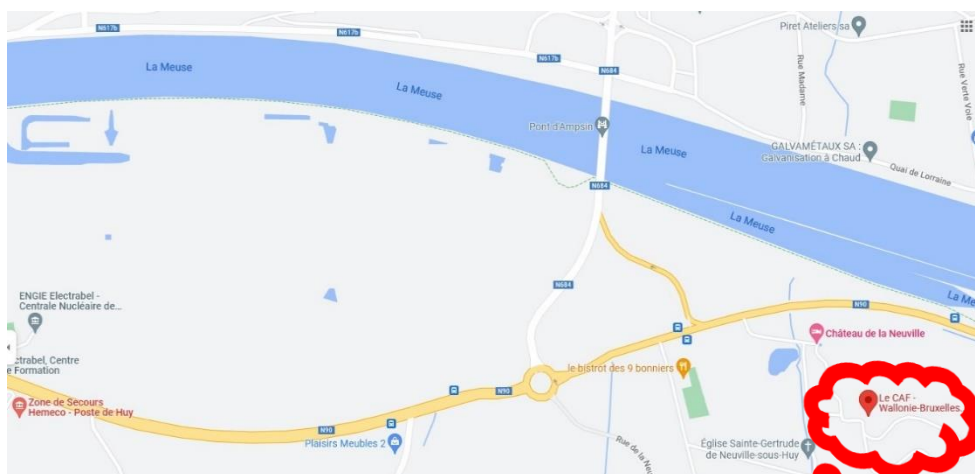 N617b
N617b
N617b
Piret Ateliers sa
La Meuse
La Meuse
N684
Rue Madame
Rue Verte Voie
Pont d'Ampsin
GALVAMÉTAUX SA :
Galvanisation à Chaud...
La Meuse
Quai de Lorraine
N684
La Meuse
ENGIE Electrabel -
Centrale Nucléaire de...
N684
N90
La Me
Château de la Neuville
ctrabel, Centre
e Formation
le bistrot des 9 bonniers
Le CAF -
Wallonie-Bruxelles.
Zone de Secours
Hemeco - Poste de Huy
N90
N90
Plaisirs Meubles 2
Rue de la Neu
Église Sainte-Gertrude
de Neuville-sous-Huy